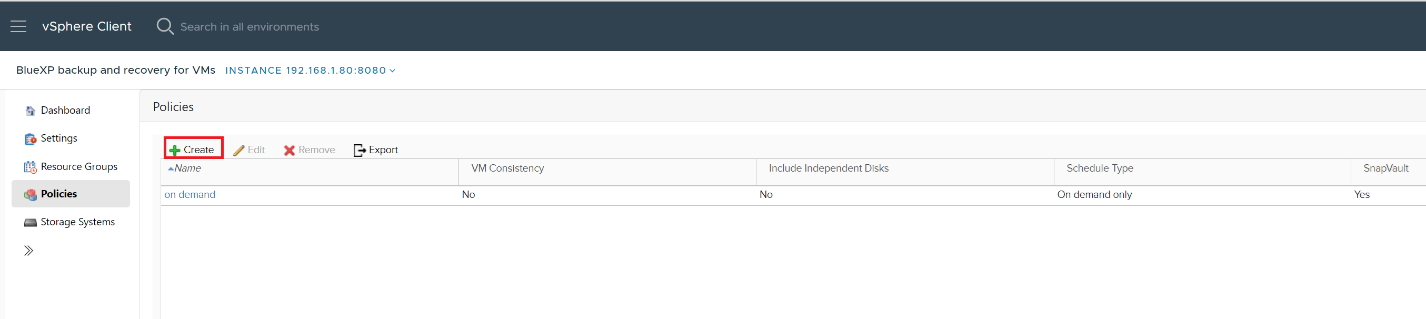 vSphere Client Search in all environments
BlueXP backup and recovery for VMs INSTANCE 192.168.1.80:8080
Dashboard
Settings
Resource Groups
Policies
Storage Systems
Policies
Create Edit Remove Export
Name VM Consistency Include Independent Disks Schedule Type SnapVault
on demand No No On demand only Yes